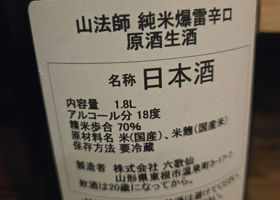 山法師 純米爆雷辛口
原酒生酒
名称 日本酒
内容量 1.8L
アルコール分 18度
精米歩合 70%
原材料名 米(国産)、米麹(国産米)
保存方法 要冷蔵
製造者 株式会社 六歌仙
山形県東根市温泉町3-17-7
飲酒は20歳になってから。